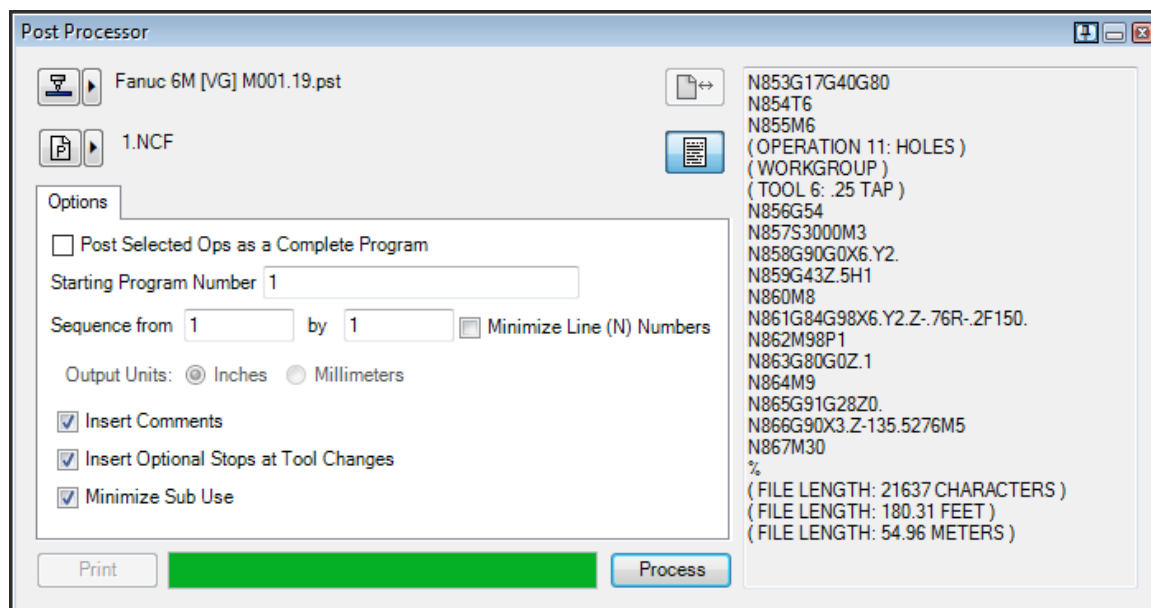 Post Processor
Fanuc 6M [VG] M001.19.pst
1.NCF
Options
Post Selected Ops as a Complete Program
Starting Program Number 1
Sequence from 1 by 1 Minimize Line (N) Numbers
Output Units: Inches Millimeters
Insert Comments
Insert Optional Stops at Tool Changes
Minimize Sub Use
Print
Process
N853G17G40G80
N854T6
N855M6
( OPERATION 11: HOLES )
( WORKGROUP )
( TOOL 6: .25 TAP )
N856G54
N857S3000M3
N858G90G0X6.Y2.
N859G43Z.5H1
N860M8
N861G84G98X6.Y2.Z-.76R-.2F150.
N862M98P1
N863G80G0Z.1
N864M9
N865G91G28Z0.
N866G90X3.Z-135.5276M5
N867M30
%
( FILE LENGTH: 21637 CHARACTERS )
( FILE LENGTH: 180.31 FEET )
( FILE LENGTH: 54.96 METERS )